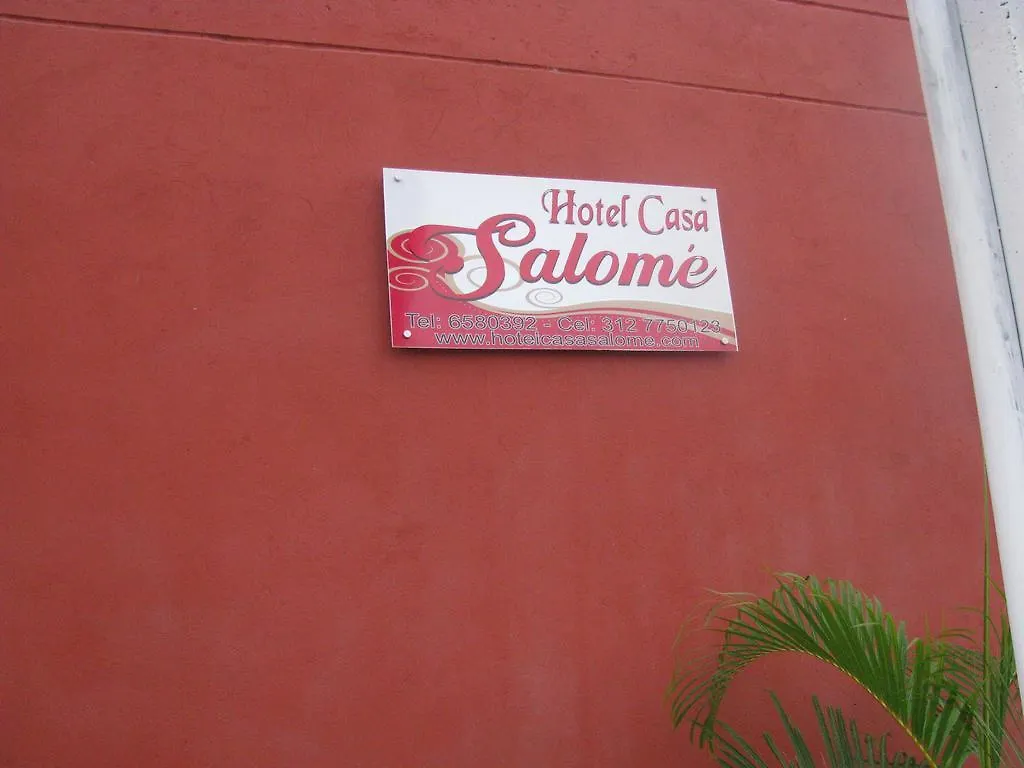 Hotel Casa
Salomé
Tel: 6580392 - Cel: 312 7750123
www.hotelcasasalome.com